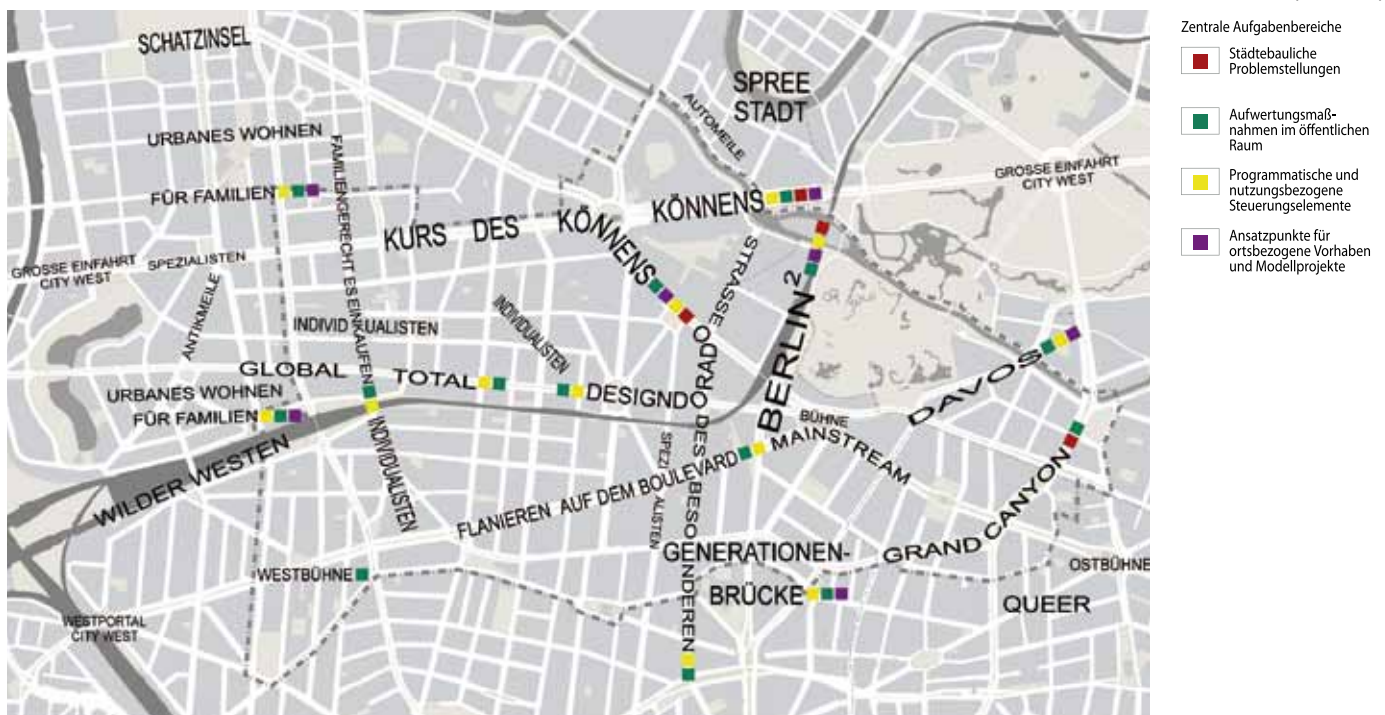 SCHATZINSEL
SPREE
STADT
AUTOMEILE
URBANES WOHNEN
FÜR FAMILIEN
FAMILIENGERECHTES EINKAUFEN
GROSSE EINFAHRT
CITY WEST
KURS DES KÖNNENS
KÖNNENS
STRASSE
GROSSE EINFAHRT
CITY WEST
SPEZIALISTEN
ANTIKMEILE
INDIVIDUALISTEN
INDIVIDUALISTEN
BERLIN²
GLOBAL TOTAL
DESIGNDORADO DES BESONDEREN
DAVOS
URBANES WOHNEN
FÜR FAMILIEN
WILDER WESTEN
INDIVIDUALISTEN
FLANIEREN AUF DEM BOULEVARD
BÜHNE
MAINSTREAM
SPEZIALISTEN
GRAND CANYON
GENERATIONEN-
BRÜCKE
OSTBÜHNE
QUEER
WESTBÜHNE
WESTPORTAL
CITY WEST
Zentrale Aufgabenbereiche
Städtebauliche
Problemstellungen
Aufwertungsmaß-
nahmen im öffentlichen
Raum
Programmatische und
nutzungsbezogene
Steuerungselemente
Ansatzpunkte für
ortsbezogene Vorhaben
und Modellprojekte